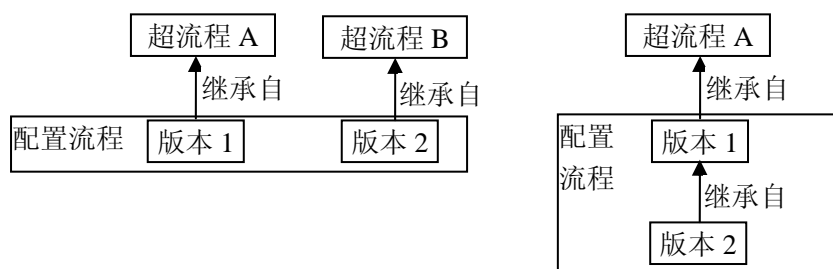 超流程 A
超流程 B
继承自
继承自
配置流程
版本 1
版本 2
超流程 A
继承自
配置
流程
版本 1
继承自
版本 2